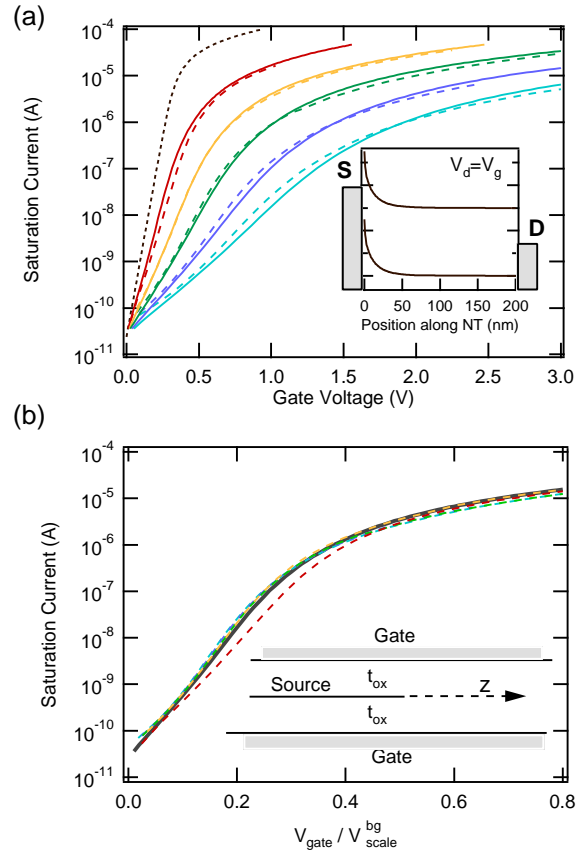 (a)
10^-4
10^-5
10^-6
10^-7
10^-8
10^-9
10^-10
10^-11
Saturation Current (A)
S
V_d=V_g
D
0 50 100 150 200
Position along NT (nm)
0.0 0.5 1.0 1.5 2.0 2.5 3.0
Gate Voltage (V)
(b)
10^-4
10^-5
10^-6
10^-7
10^-8
10^-9
10^-10
10^-11
Saturation Current (A)
Gate
t_ox
Source
Z
t_ox
Gate
0.0 0.2 0.4 0.6 0.8
V_gate / V_scale^bg